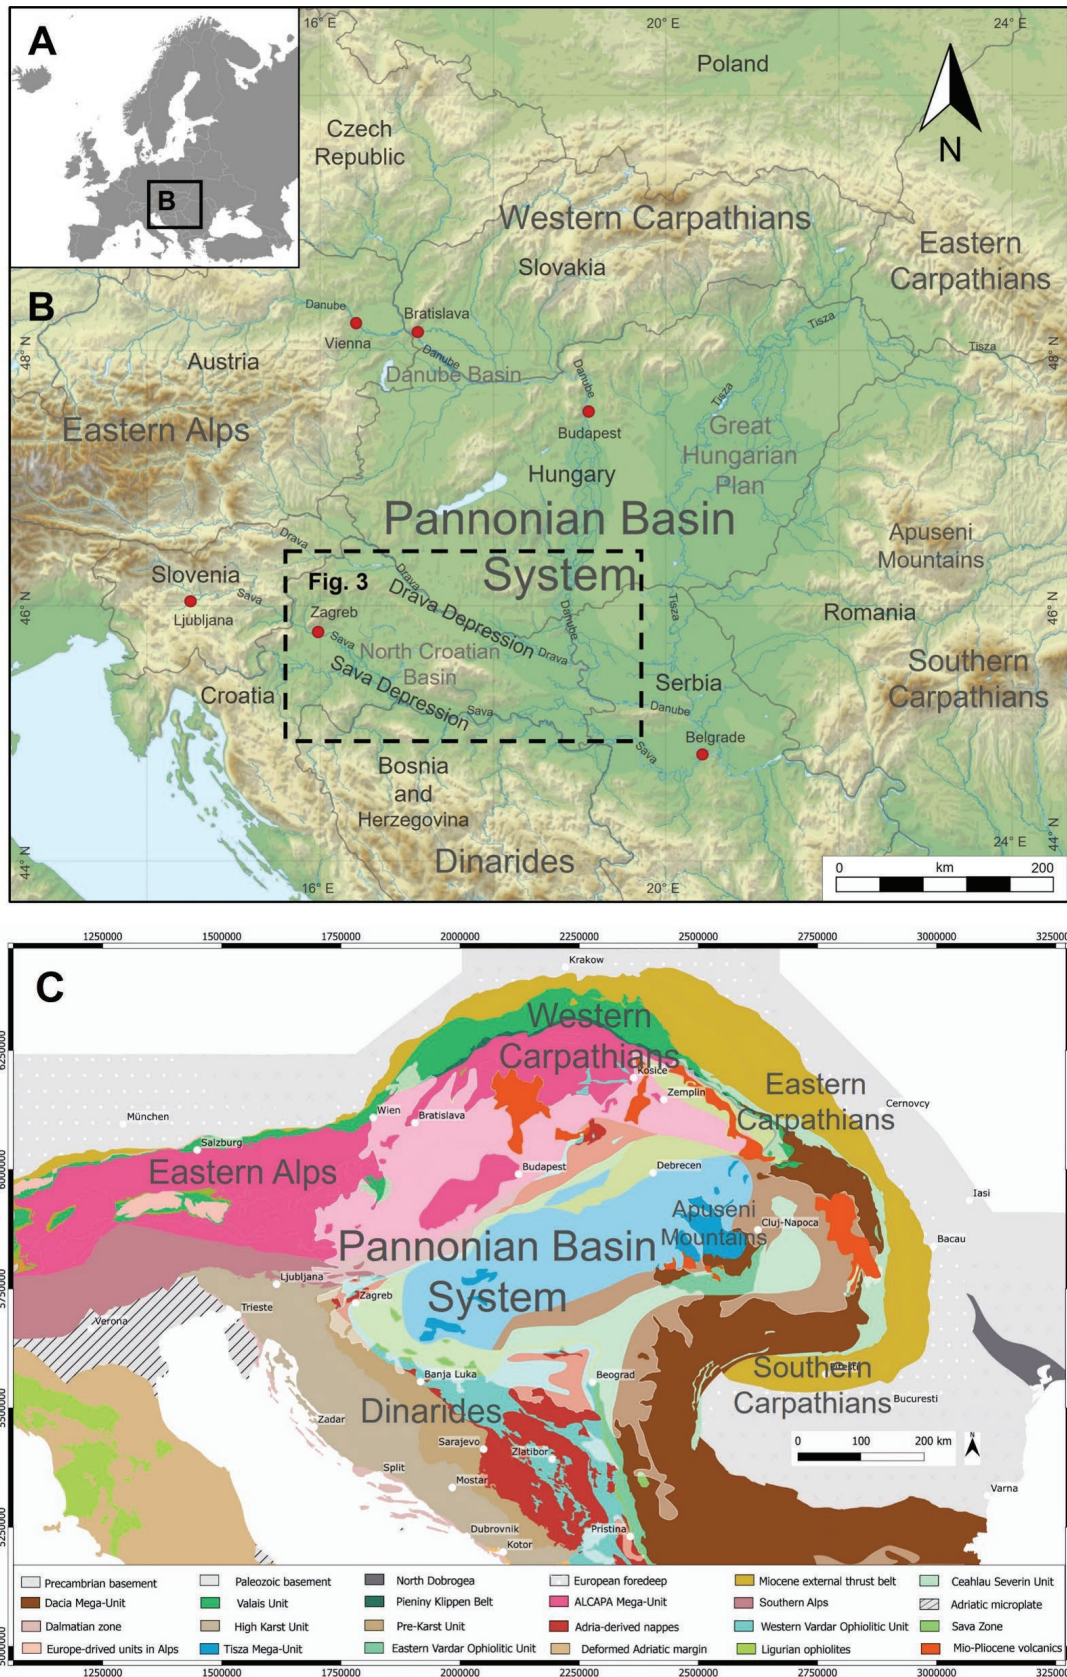 A
B
16° E
20° E
24° E
Poland
N
Czech
Republic
Western Carpathians
Eastern
Carpathians
Slovakia
B
Danube
Bratislava
Vienna
Danube
Danube Basin
Tisza
Tisza
48° N
48° N
Austria
Danube
Tisza
Eastern Alps
Budapest
Great
Hungarian
Plan
Hungary
Pannonian Basin
System
Apuseni
Mountains
Drava
Fig. 3
Drava
Drava Depression
Slovenia
Sava
Ljubljana
Zagreb
Sava
North Croatian
Basin
Drava
Danube
Tisza
Romania
46° N
46° N
Southern
Carpathians
Croatia
Sava Depression
Sava
Serbia
Danube
Belgrade
Sava
Bosnia
and
Herzegovina
Dinarides
44° N
44° N
16° E
20° E
24° E
0 km 200
1250000 1500000 1750000 2000000 2250000 2500000 2750000 3000000 325000
C
Krakow
Western
Carpathians
Kosice
Zemplin
Eastern
Carpathians
Cernovcy
6250000
München
Wien
Bratislava
Salzburg
Eastern Alps
Budapest
Debrecen
6000000
Iasi
Apuseni
Mountains
Cluj-Napoca
Bacau
Pannonian Basin
System
Ljubljana
Zagreb
5750000
Trieste
Verona
Banja Luka
Beograd
Southern
Carpathians
Bucuresti
Dinarides
5500000
Zadar
Sarajevo
Zlatibor
0 100 200 km
N
Split
Mostar
Varna
Dubrovnik
Pristina
5250000
Kotor
Precambrian basement
Paleozoic basement
North Dobrogea
European foredeep
Miocene external thrust belt
Ceahlau Severin Unit
Dacia Mega-Unit
Valais Unit
Pieniny Klippen Belt
ALCAPA Mega-Unit
Southern Alps
Adriatic microplate
Dalmatian zone
High Karst Unit
Pre-Karst Unit
Adria-derived nappes
Western Vardar Ophiolitic Unit
Sava Zone
Europe-drived units in Alps
Tisza Mega-Unit
Eastern Vardar Ophiolitic Unit
Deformed Adriatic margin
Ligurian ophiolites
Mio-Pliocene volcanics
5000000
1250000 1500000 1750000 2000000 2250000 2500000 2750000 3000000 325000